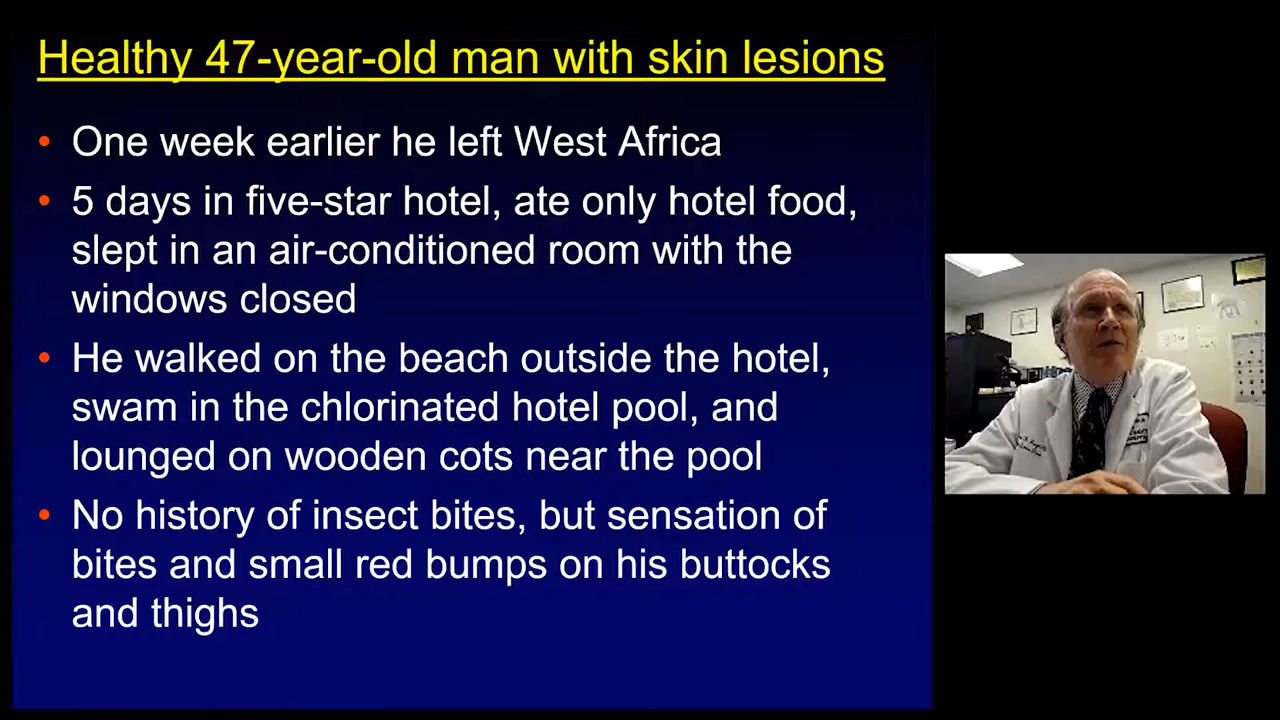 Healthy 47-year-old man with skin lesions
• One week earlier he left West Africa
• 5 days in five-star hotel, ate only hotel food,
slept in an air-conditioned room with the
windows closed
• He walked on the beach outside the hotel,
swam in the chlorinated hotel pool, and
lounged on wooden cots near the pool
• No history of insect bites, but sensation of
bites and small red bumps on his buttocks
and thighs